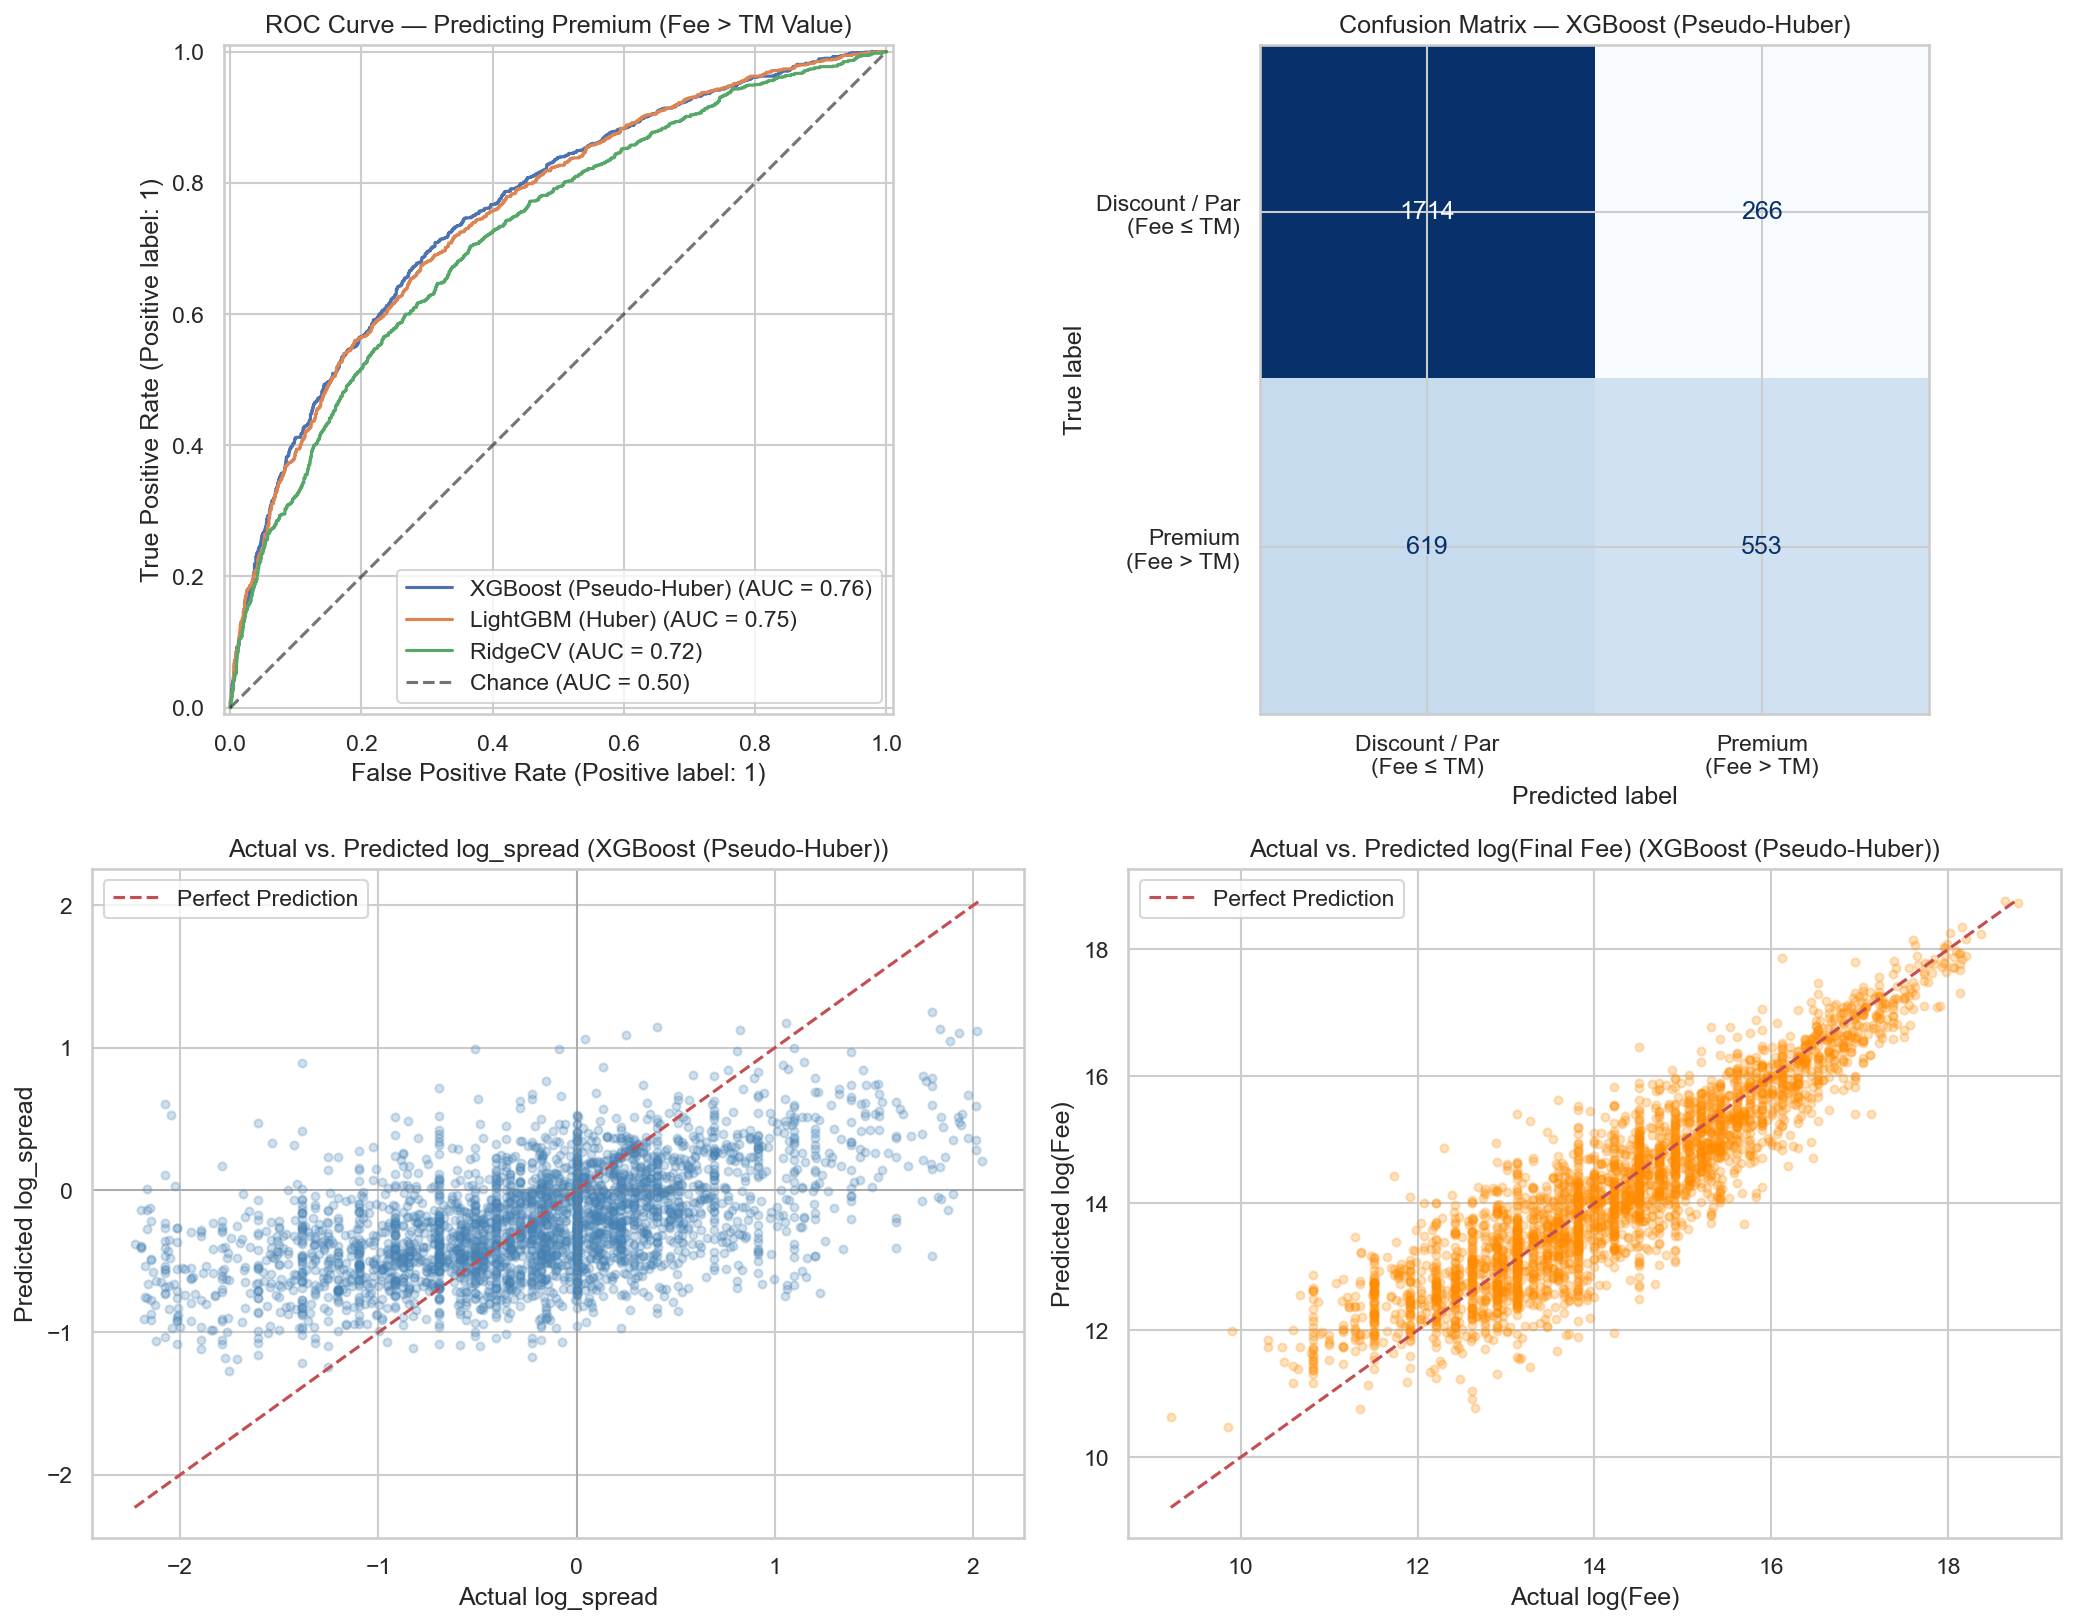 ROC Curve — Predicting Premium (Fee > TM Value)
True Positive Rate (Positive label: 1)
1.0
0.8
0.6
0.4
0.2
0.0
XGBoost (Pseudo-Huber) (AUC = 0.76)
LightGBM (Huber) (AUC = 0.75)
RidgeCV (AUC = 0.72)
Chance (AUC = 0.50)
0.0 0.2 0.4 0.6 0.8 1.0
False Positive Rate (Positive label: 1)
Confusion Matrix — XGBoost (Pseudo-Huber)
True label
Discount / Par
(Fee ≤ TM)
1714 266
Premium
(Fee > TM)
619 553
Discount / Par Premium
(Fee ≤ TM) (Fee > TM)
Predicted label
Actual vs. Predicted log_spread (XGBoost (Pseudo-Huber))
Perfect Prediction
Predicted log_spread
2
1
0
−1
−2
−2 −1 0 1 2
Actual log_spread
Actual vs. Predicted log(Final Fee) (XGBoost (Pseudo-Huber))
Perfect Prediction
Predicted log(Fee)
18
16
14
12
10
10 12 14 16 18
Actual log(Fee)